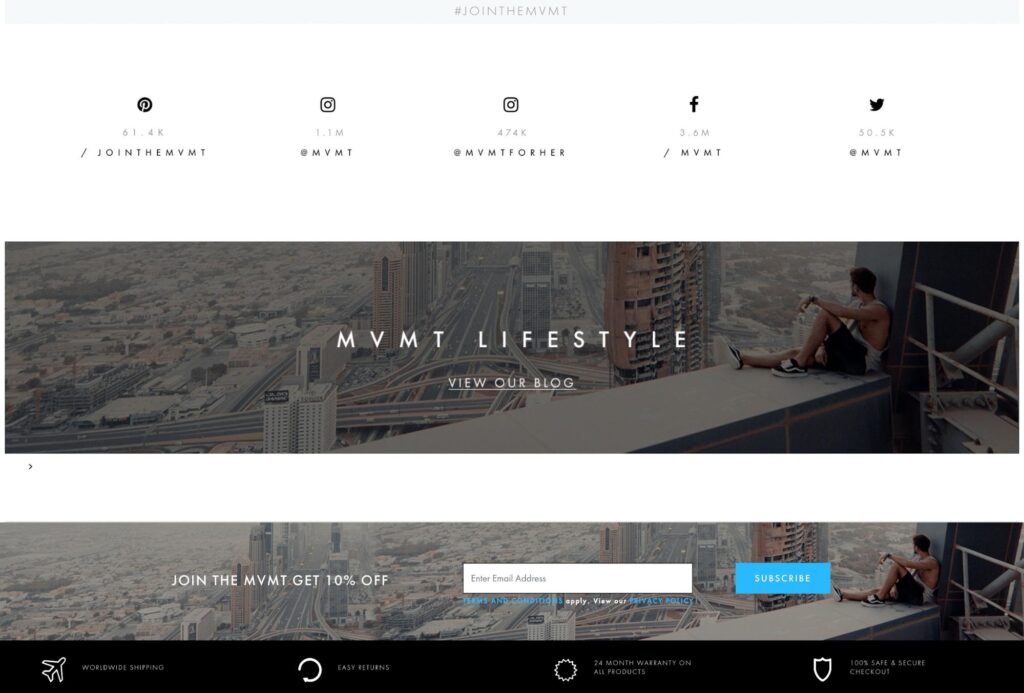 #JOINTHEMVMT
61.4K
/ JOINTHEMVMT
1.1M
@MVMT
474K
@MVMTFORHER
3.6M
/ MVMT
50.5K
@MVMT
MVMT LIFESTYLE
VIEW OUR BLOG
>
JOIN THE MVMT GET 10% OFF
Enter Email Address
SUBSCRIBE
TERMS AND CONDITIONS apply. View our PRIVACY POLICY
WORLDWIDE SHIPPING
EASY RETURNS
24 MONTH WARRANTY ON
ALL PRODUCTS
100% SAFE & SECURE
CHECKOUT